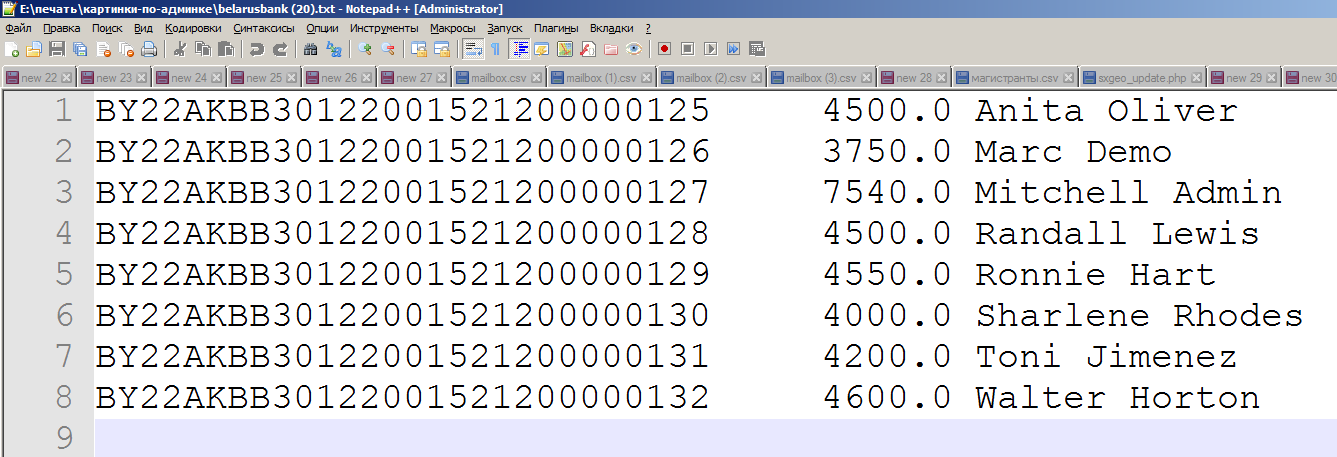 E:\печать\картинки-по-админке\belarusbank (20).txt - Notepad++ [Administrator]
Файл Правка Поиск Вид Кодировки Синтаксисы Опции Инструменты Макросы Запуск Плагины Вкладки ?
new 22 new 23 new 24 new 25 new 26 new 27 mailbox.csv mailbox (1).csv mailbox (2).csv mailbox (3).csv new 28 магистранты.csv sxgeo_update.php new 29 new 30
1 BY22AKBB30122001521200000125 4500.0 Anita Oliver
2 BY22AKBB30122001521200000126 3750.0 Marc Demo
3 BY22AKBB30122001521200000127 7540.0 Mitchell Admin
4 BY22AKBB30122001521200000128 4500.0 Randall Lewis
5 BY22AKBB30122001521200000129 4550.0 Ronnie Hart
6 BY22AKBB30122001521200000130 4000.0 Sharlene Rhodes
7 BY22AKBB30122001521200000131 4200.0 Toni Jimenez
8 BY22AKBB30122001521200000132 4600.0 Walter Horton
9